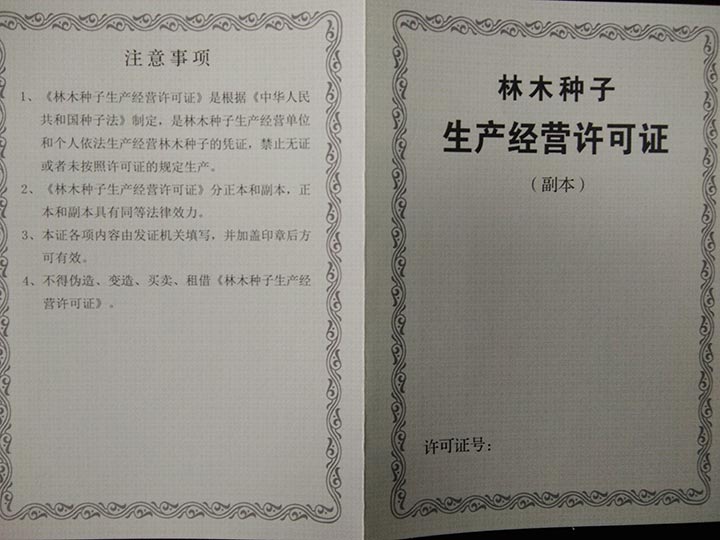 注意事项
1、《林木种子生产经营许可证》是根据《中华人民
共和国种子法》制定，是林木种子生产经营单位
和个人依法生产经营林木种子的凭证，禁止无证
或者未按照许可证的规定生产。
2、《林木种子生产经营许可证》分正本和副本，正
本和副本具有同等法律效力。
3、本证各项内容由发证机关填写，并加盖印章后方
可有效。
4、不得伪造、变造、买卖、租借《林木种子生产经
营许可证》。
林木种子
生产经营许可证
（副本）
许可证号：